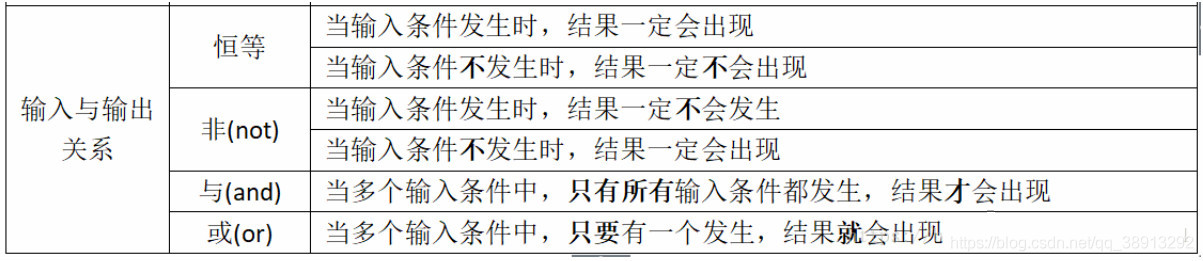 恒等
当输入条件发生时，结果一定会出现
当输入条件不发生时，结果一定不会出现
输入与输出
关系
非(not)
当输入条件发生时，结果一定不会发生
当输入条件不发生时，结果一定会出现
与(and)
当多个输入条件中，只有所有输入条件都发生，结果才会出现
或(or)
当多个输入条件中，只要有一个发生，结果就会出现
https://blog.csdn.net/qq_38913292